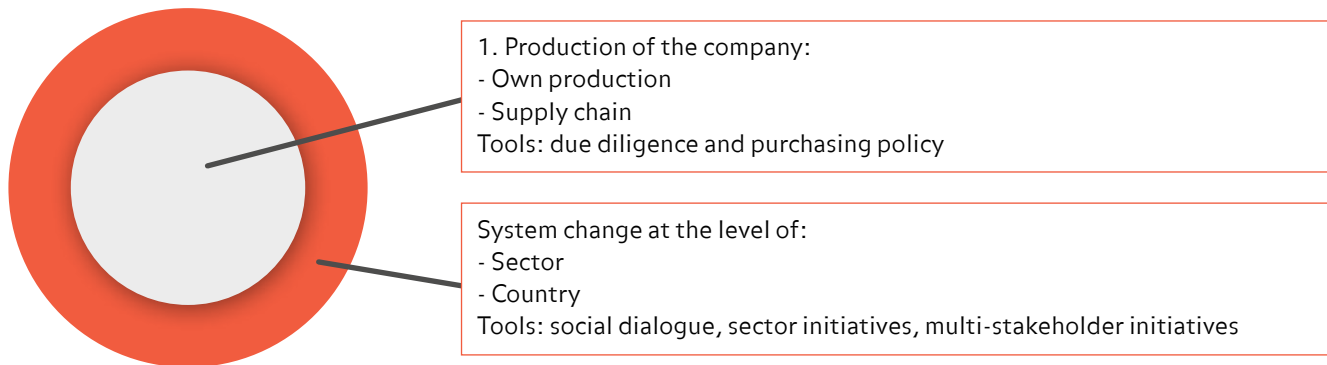 1. Production of the company:
- Own production
- Supply chain
Tools: due diligence and purchasing policy
System change at the level of:
- Sector
- Country
Tools: social dialogue, sector initiatives, multi-stakeholder initiatives